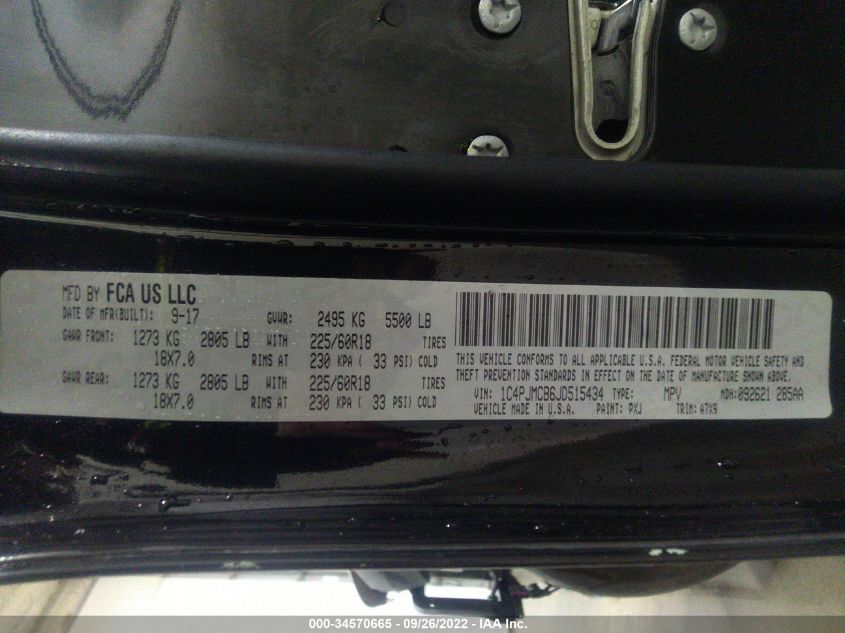 MFD BY FCA US LLC
DATE OF MFR(BUILT): 9-17 GVWR: 2495 KG 5500 LB
GAWR FRONT: 1273 KG 2805 LB WITH 225/60R18 TIRES
18X7.0 RIMS AT 230 KPA ( 33 PSI) COLD
GAWR REAR: 1273 KG 2805 LB WITH 225/60R18 TIRES
18X7.0 RIMS AT 230 KPA ( 33 PSI) COLD
THIS VEHICLE CONFORMS TO ALL APPLICABLE U.S.A. FEDERAL MOTOR VEHICLE SAFETY AND
THEFT PREVENTION STANDARDS IN EFFECT ON THE DATE OF MANUFACTURE SHOWN ABOVE.
VIN: 1C4PJMCB6JD515434 TYPE: MPV MDH:092621 285AA
VEHICLE MADE IN U.S.A. PAINT: PXJ TRIM: A7X9
000-34570665 - 09/26/2022 - IAA Inc.